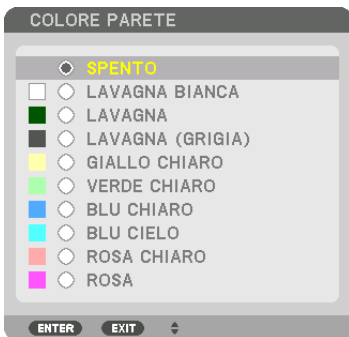 COLORE PARETE
SPENTO
LAVAGNA BIANCA
LAVAGNA
LAVAGNA (GRIGIA)
GIALLO CHIARO
VERDE CHIARO
BLU CHIARO
BLU CIELO
ROSA CHIARO
ROSA
ENTER EXIT